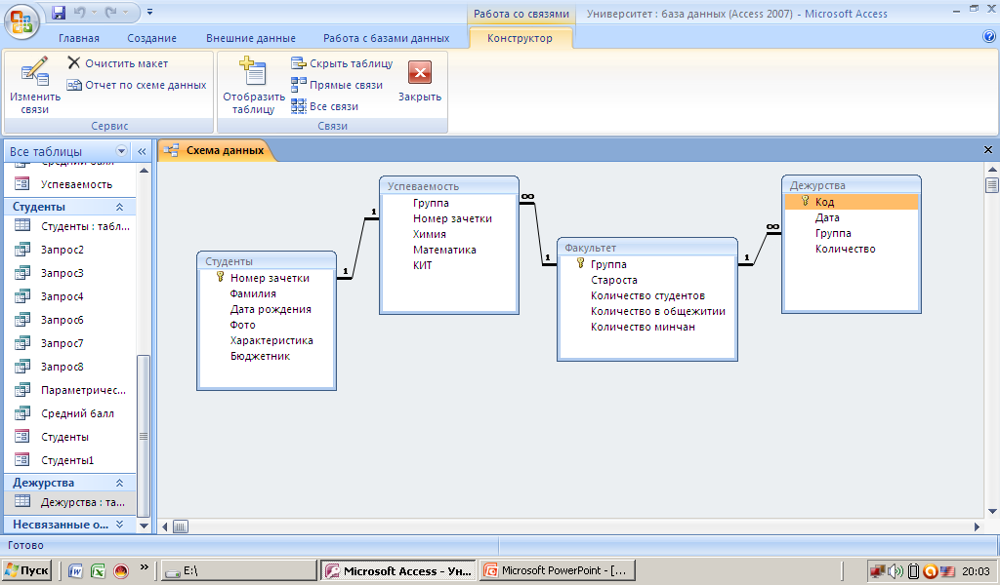 Работа со связями
Университет : база данных (Access 2007) - Microsoft Access
Главная
Создание
Внешние данные
Работа с базами данных
Конструктор
Изменить связи
Очистить макет
Отчет по схеме данных
Сервис
Отобразить таблицу
Скрыть таблицу
Прямые связи
Все связи
Закрыть
Связи
Все таблицы
Средний балл
Успеваемость
Студенты
Студенты : табл...
Запрос2
Запрос3
Запрос4
Запрос6
Запрос7
Запрос8
Параметричес...
Средний балл
Студенты
Студенты1
Дежурства
Дежурства : та...
Несвязанные о...
Схема данных
Студенты
Номер зачетки
Фамилия
Дата рождения
Фото
Характеристика
Бюджетник
1
1
Успеваемость
Группа
Номер зачетки
Химия
Математика
КИТ
∞
1
Факультет
Группа
Староста
Количество студентов
Количество в общежитии
Количество минчан
1
∞
Дежурства
Код
Дата
Группа
Количество
Готово
Пуск
E:\
Microsoft Access - Ун...
Microsoft PowerPoint - [...
20:03